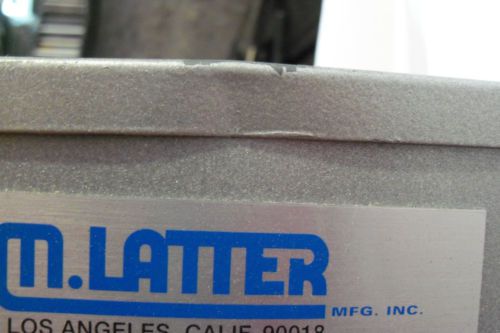 M. LATTER
MFG. INC.
LOS ANGELES, CALIF. 90018